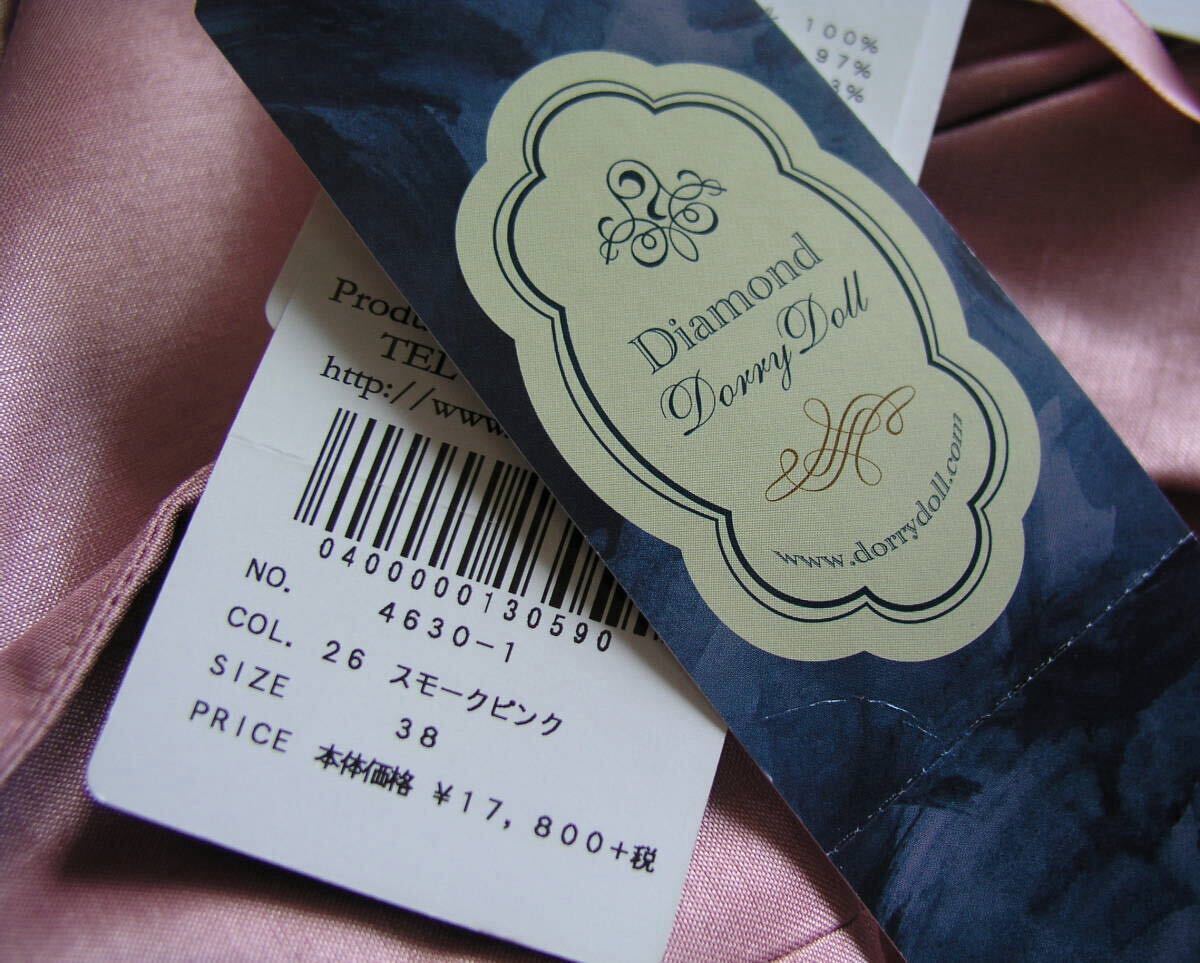 100%
97%
3%
Diamond
Dorry Doll
www.dorrydoll.com
TEL
http://www.
0400000130590
NO. 4630-1
COL. 26 スモークピンク
SIZE 38
PRICE 本体価格 ¥17,800+税